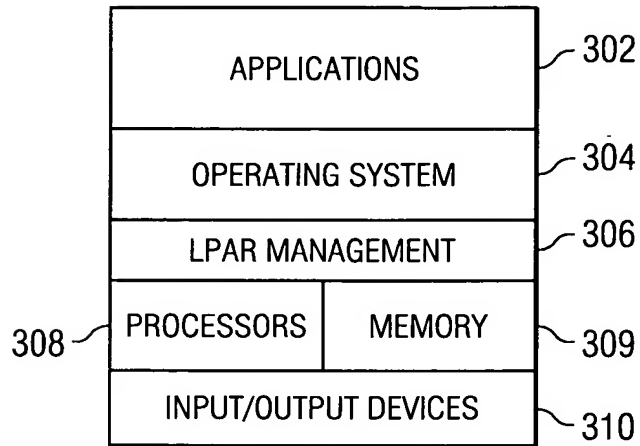 APPLICATIONS 302
OPERATING SYSTEM 304
LPAR MANAGEMENT 306
308 PROCESSORS MEMORY 309
INPUT/OUTPUT DEVICES 310